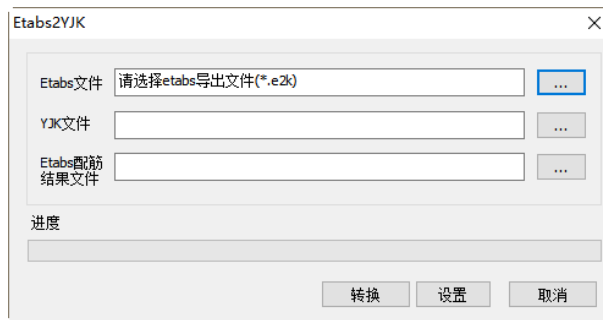 Etabs2YJK
Etabs文件 请选择etabs导出文件(*.e2k) ...
YJK文件 ...
Etabs配筋
结果文件 ...
进度
转换 设置 取消